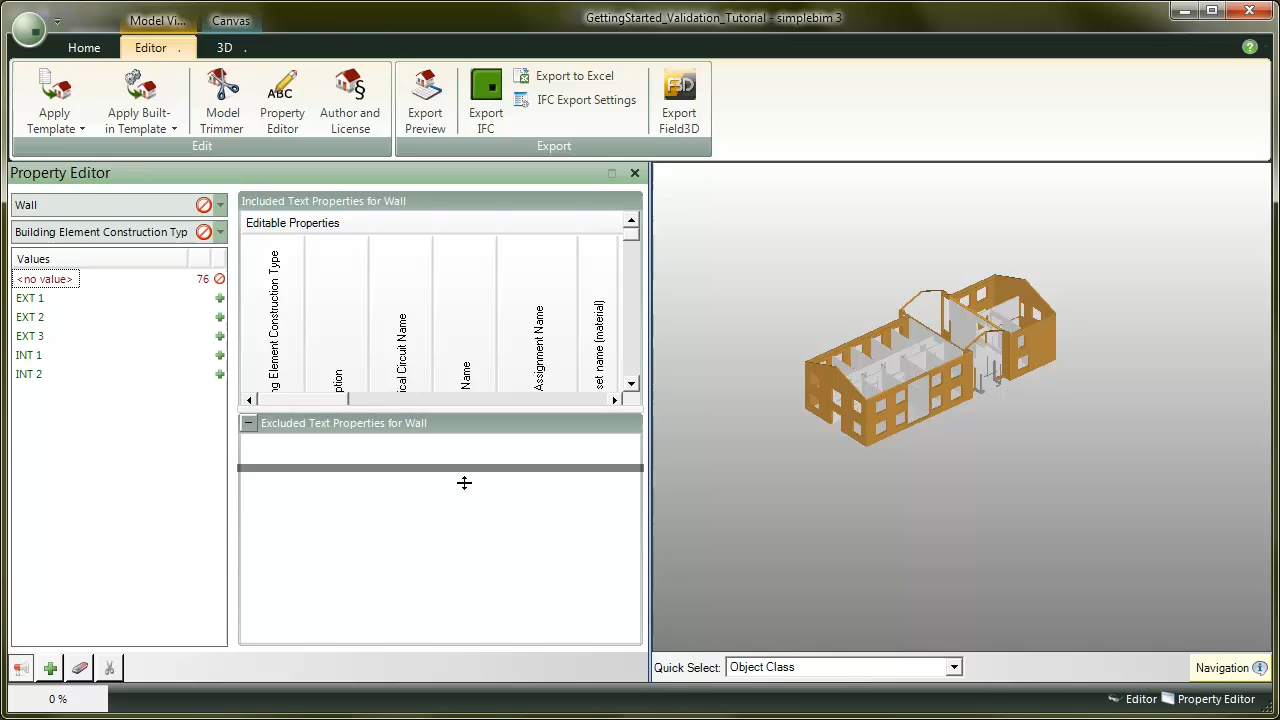 GettingStarted_Validation_Tutorial - simplebim 3
Model Vi... Canvas
Home Editor 3D
Apply Template
Apply Built-in Template
Model Trimmer
ABC
Property Editor
§
Author and License
Edit
Export Preview
Export IFC
Export to Excel
IFC Export Settings
F3D
Export Field3D
Export
Property Editor
Wall
Building Element Construction Typ
Values
<no value> 76
EXT 1
EXT 2
EXT 3
INT 1
INT 2
Included Text Properties for Wall
Editable Properties
ng Element Construction Type
ption
ical Circuit Name
Name
Assignment Name
set name (material)
Excluded Text Properties for Wall
Quick Select: Object Class
Navigation
0 %
Editor Property Editor